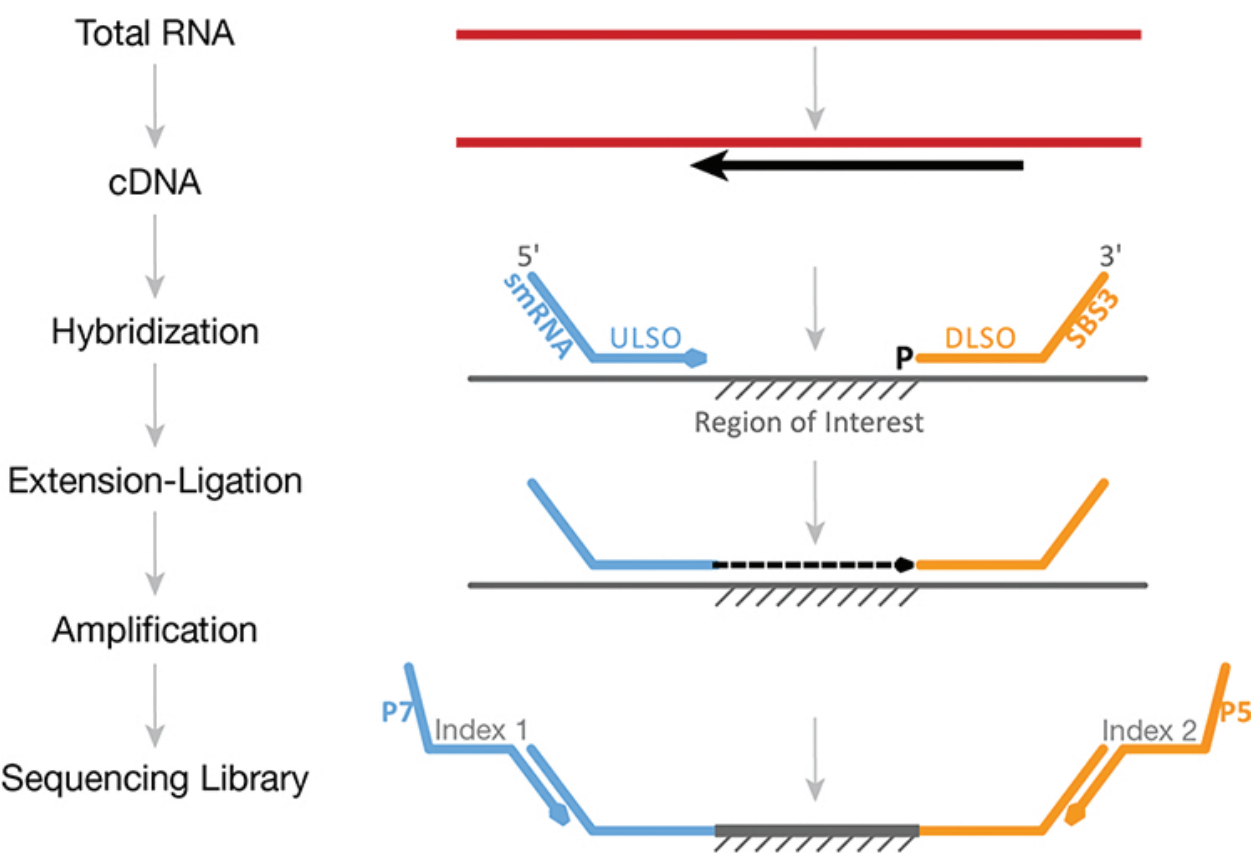 Total RNA
cDNA
5'
3'
smRNA
ULSO
P
DLSO
SBS3
Hybridization
Region of Interest
Extension-Ligation
Amplification
P7
Index 1
Index 2
P5
Sequencing Library